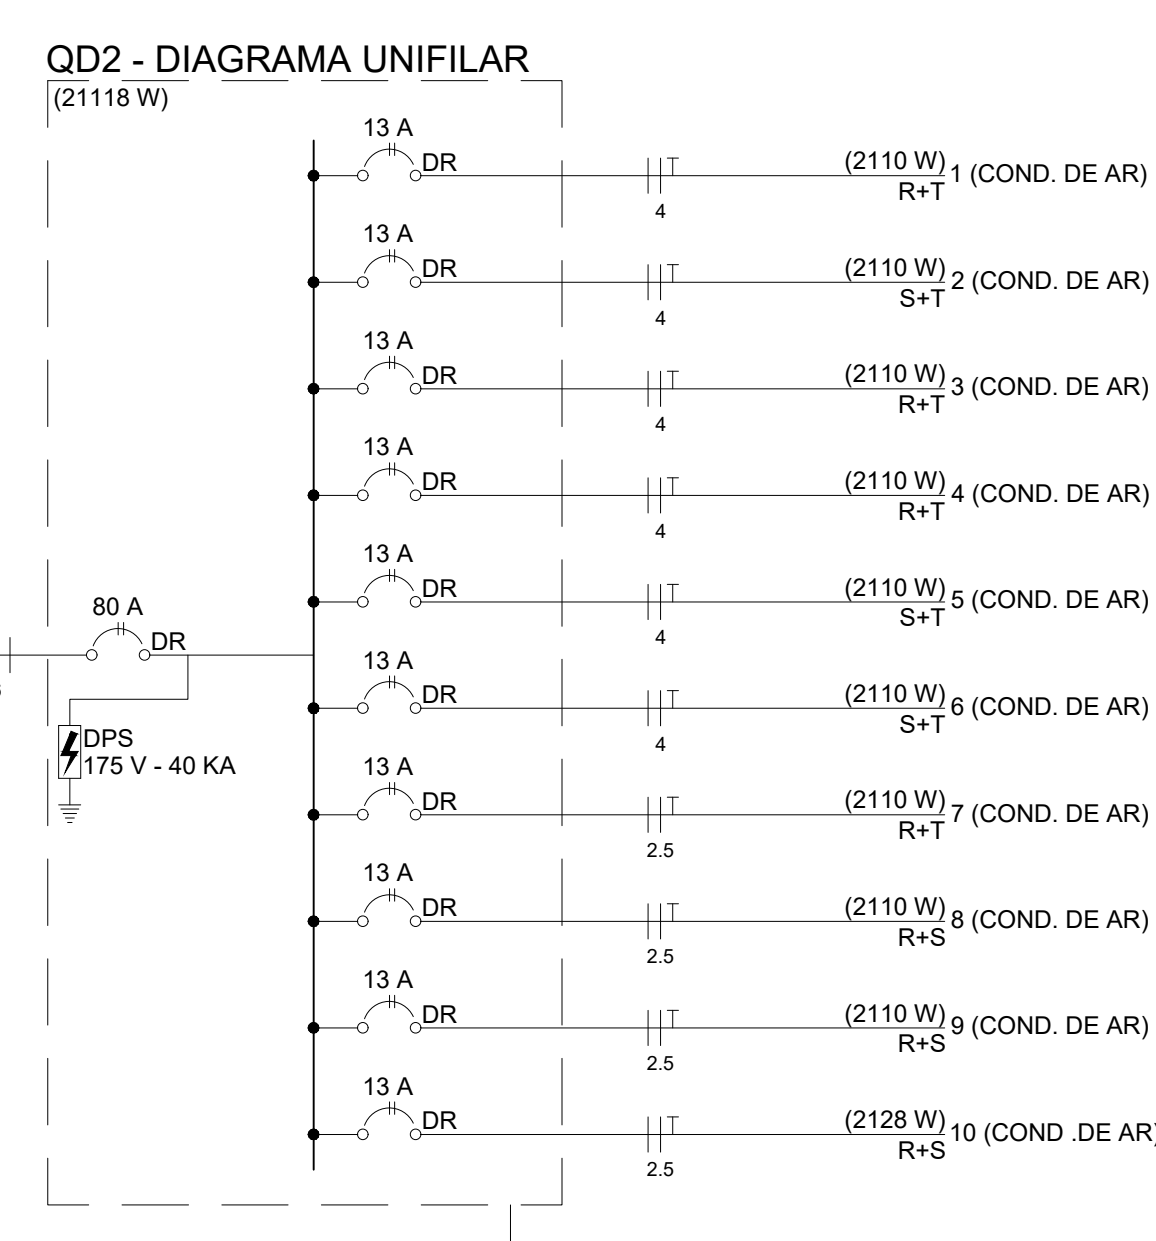 QD2 - DIAGRAMA UNIFILAR
(21118 W)
13 A
DR
4
(2110 W)
R+T
1 (COND. DE AR)
13 A
DR
4
(2110 W)
S+T
2 (COND. DE AR)
13 A
DR
4
(2110 W)
R+T
3 (COND. DE AR)
13 A
DR
4
(2110 W)
R+T
4 (COND. DE AR)
13 A
DR
4
(2110 W)
S+T
5 (COND. DE AR)
80 A
DR
DPS
175 V - 40 KA
13 A
DR
4
(2110 W)
S+T
6 (COND. DE AR)
13 A
DR
2.5
(2110 W)
R+T
7 (COND. DE AR)
13 A
DR
2.5
(2110 W)
R+S
8 (COND. DE AR)
13 A
DR
2.5
(2110 W)
R+S
9 (COND. DE AR)
13 A
DR
2.5
(2128 W)
R+S
10 (COND .DE AR)